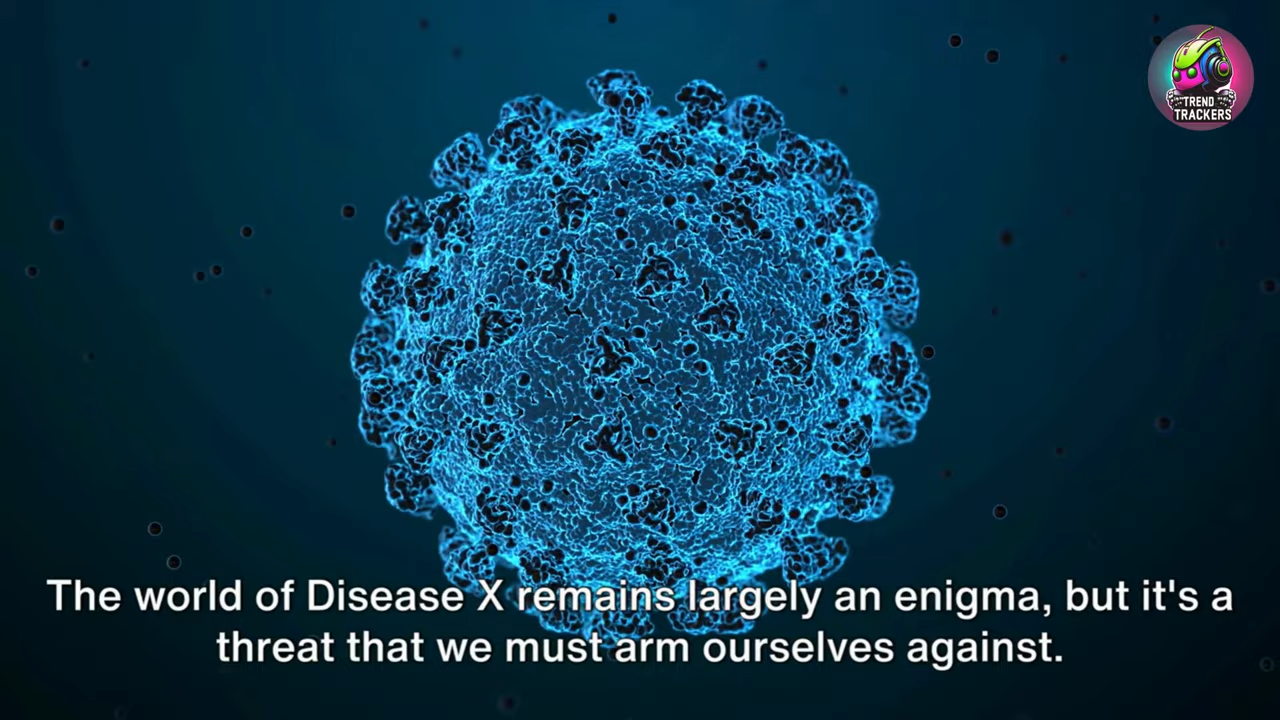 TREND
TRACKERS
The world of Disease X remains largely an enigma, but it's a
threat that we must arm ourselves against.